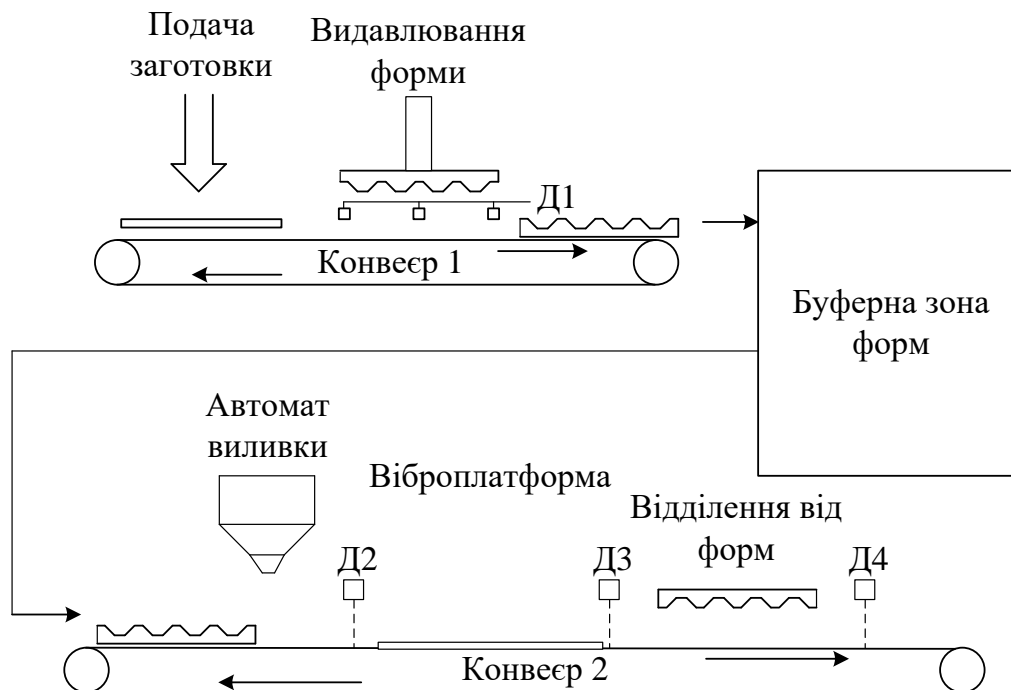 Подача
заготовки
Видавлювання
форми
Д1
Конвеєр 1
Буферна зона
форм
Автомат
виливки
Віброплатформа
Відділення від
форм
Д2
Д3
Д4
Конвеєр 2